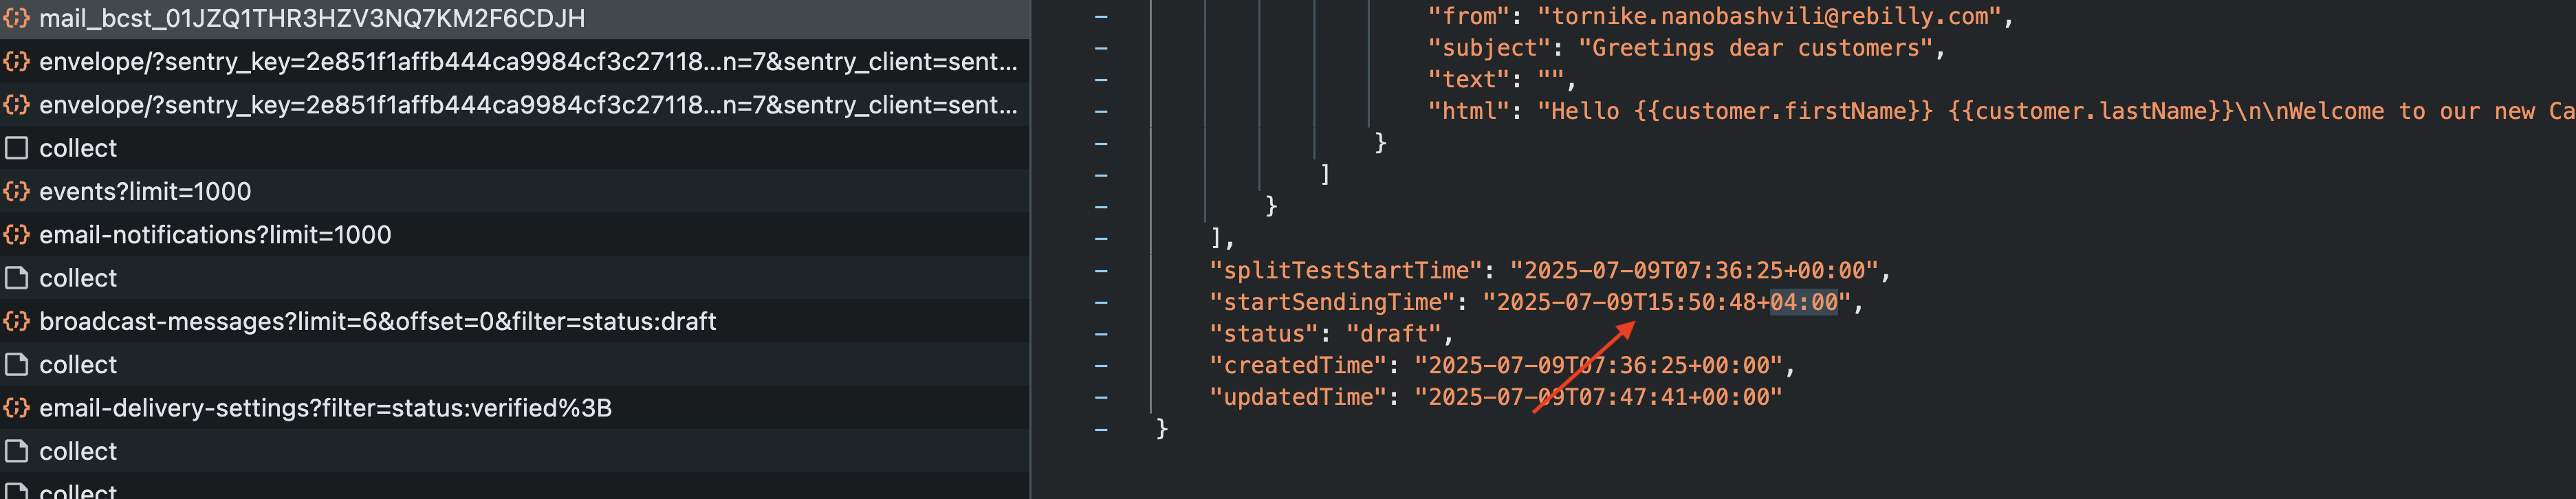 mail_bcst_01JZQ1THR3HZV3NQ7KM2F6CDJH
envelope/?sentry_key=2e851f1affb444ca9984cf3c27118...n=7&sentry_client=sent...
envelope/?sentry_key=2e851f1affb444ca9984cf3c27118...n=7&sentry_client=sent...
collect
events?limit=1000
email-notifications?limit=1000
collect
broadcast-messages?limit=6&offset=0&filter=status:draft
collect
email-delivery-settings?filter=status:verified%3B
collect
collect
"from": "tornike.nanobashvili@rebilly.com",
"subject": "Greetings dear customers",
"text": "",
"html": "Hello {{customer.firstName}} {{customer.lastName}}\n\nWelcome to our new Ca
}
]
}
],
"splitTestStartTime": "2025-07-09T07:36:25+00:00",
"startSendingTime": "2025-07-09T15:50:48+04:00",
"status": "draft",
"createdTime": "2025-07-09T07:36:25+00:00",
"updatedTime": "2025-07-09T07:47:41+00:00"
}